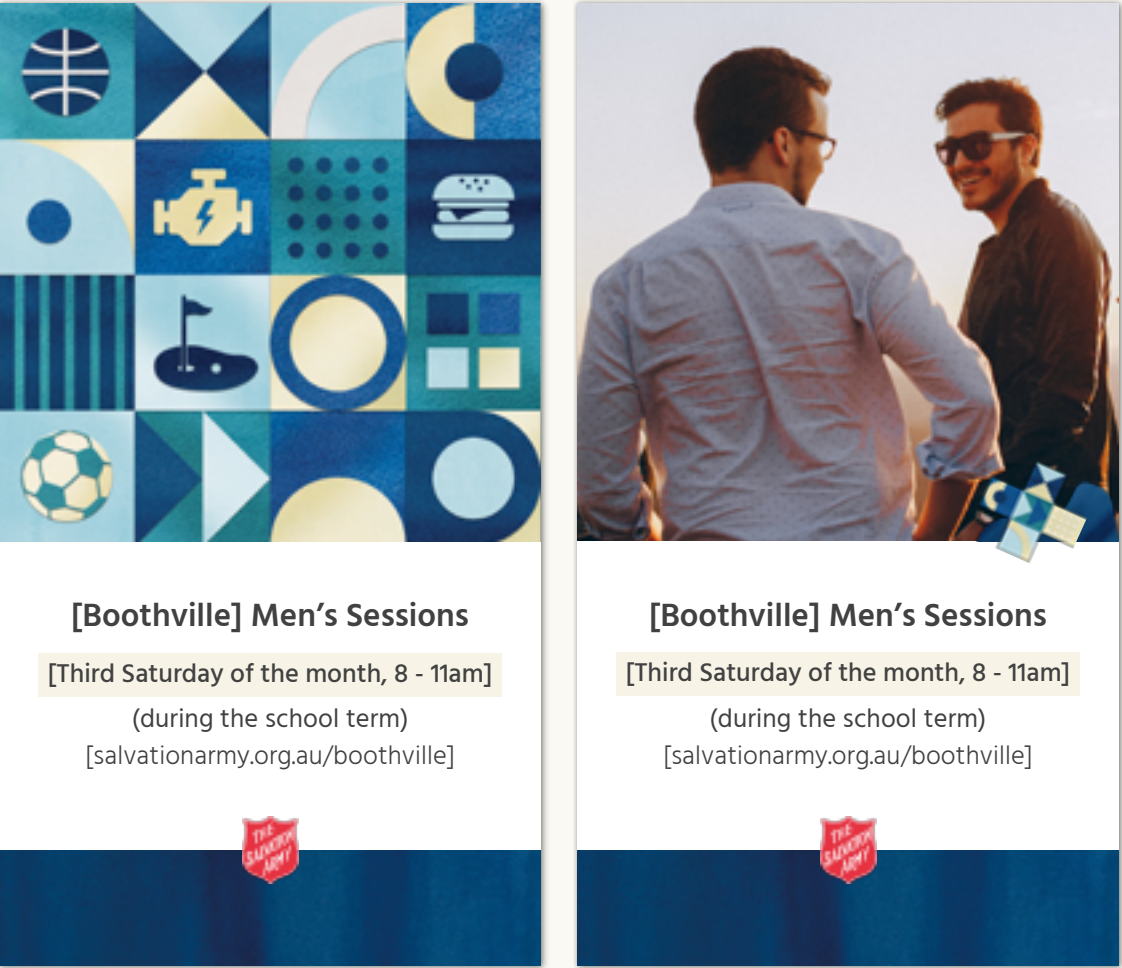 [Boothville] Men’s Sessions
[Third Saturday of the month, 8 - 11am]
(during the school term)
[salvationarmy.org.au/boothville]
THE
SALVATION
ARMY
[Boothville] Men’s Sessions
[Third Saturday of the month, 8 - 11am]
(during the school term)
[salvationarmy.org.au/boothville]
THE
SALVATION
ARMY